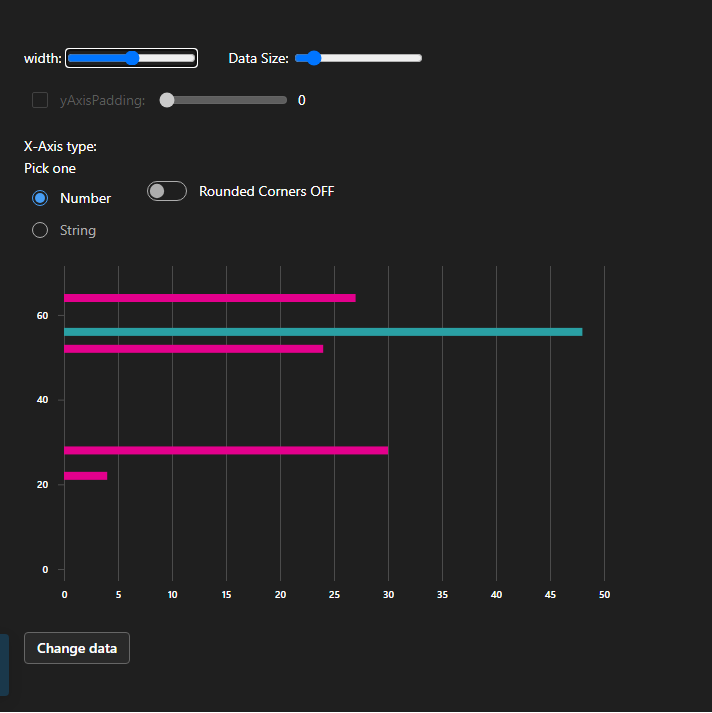 width: Data Size:
yAxisPadding: 0
X-Axis type:
Pick one
Number Rounded Corners OFF
String
60
40
20
0
0 5 10 15 20 25 30 35 40 45 50
Change data